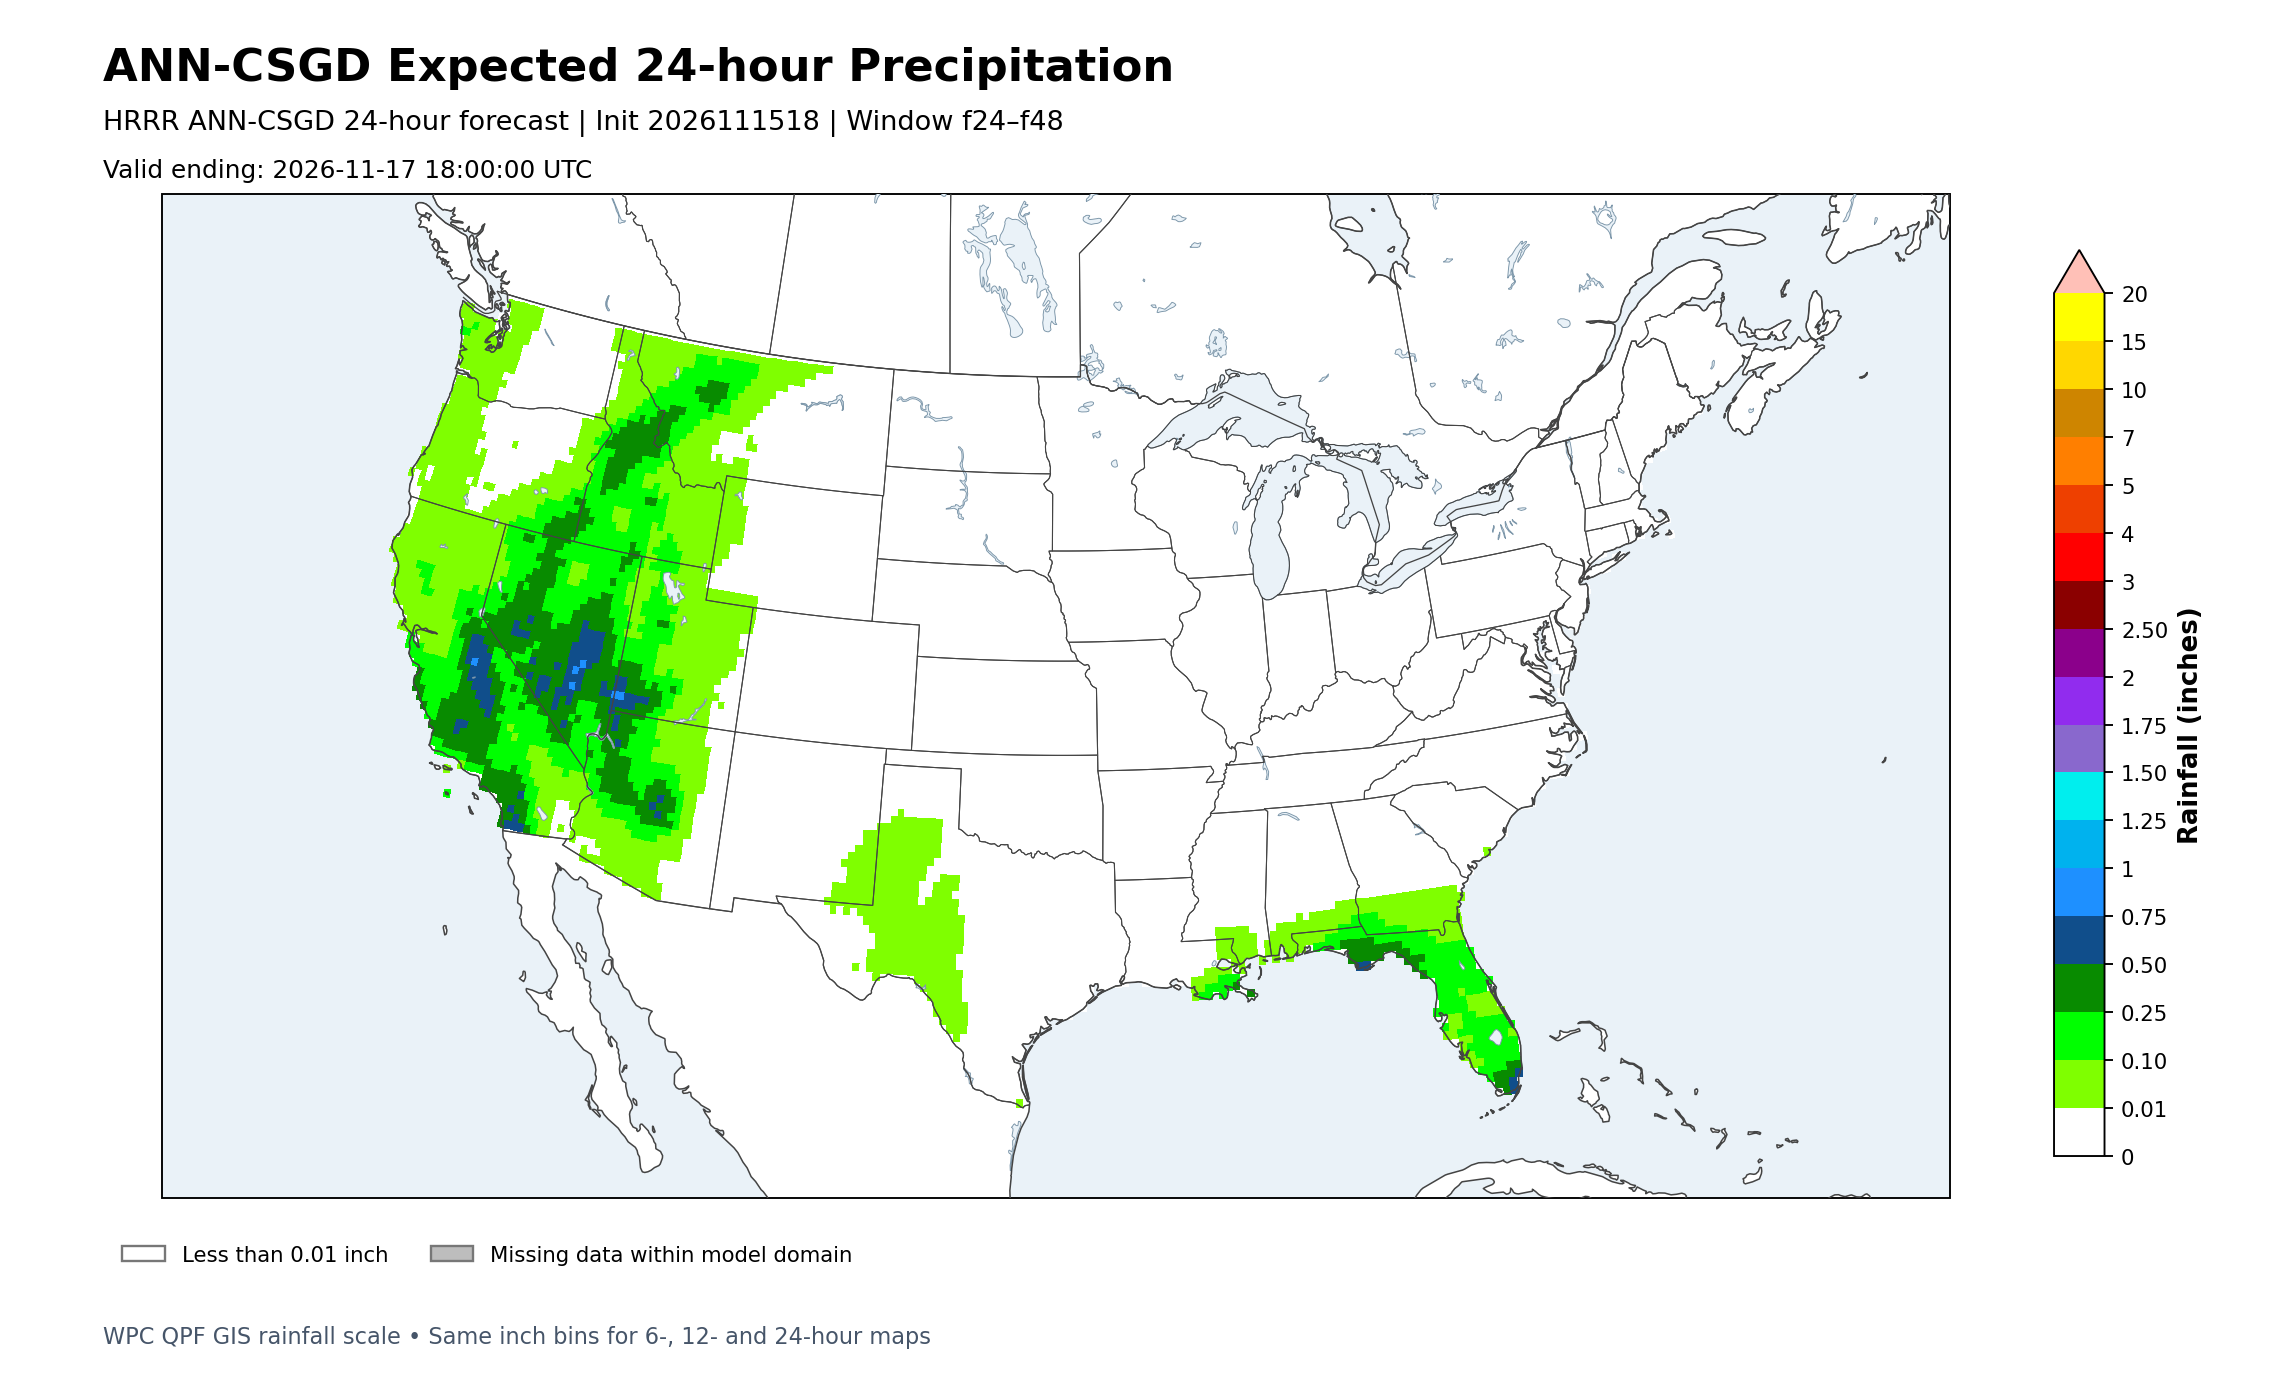 ANN-CSGD Expected 24-hour Precipitation
HRRR ANN-CSGD 24-hour forecast | Init 2026111518 | Window f24–f48
Valid ending: 2026-11-17 18:00:00 UTC
20
15
10
7
5
4
3
2.50
2
1.75
1.50
1.25
1
0.75
0.50
0.25
0.10
0.01
0
Rainfall (inches)
Less than 0.01 inch
Missing data within model domain
WPC QPF GIS rainfall scale • Same inch bins for 6-, 12- and 24-hour maps